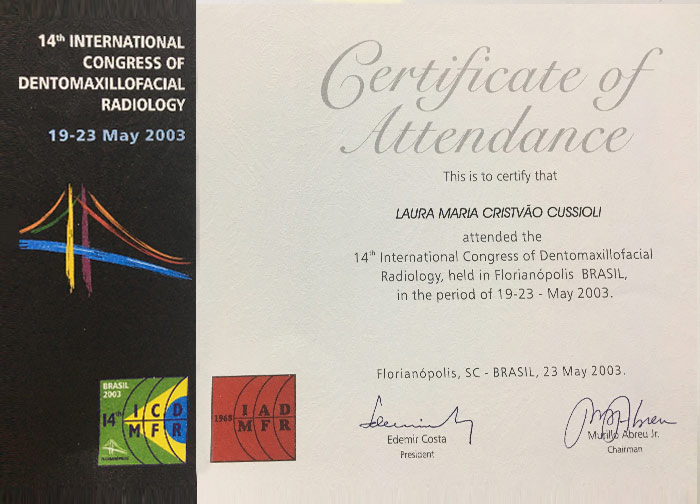 14th INTERNATIONAL
CONGRESS OF
DENTOMAXILLOFACIAL
RADIOLOGY
19-23 May 2003
Certificate of
Attendance
This is to certify that
LAURA MARIA CRISTVÃO CUSSIOLI
attended the
14th International Congress of Dentomaxillofacial
Radiology, held in Florianópolis BRASIL,
in the period of 19-23 - May 2003.
Florianópolis, SC - BRASIL, 23 May 2003.
BRASIL
2003
14th
I C D
M F R
FLORIANÓPOLIS
1968
I A D
M F R
Edemir Costa
President
Murillo Abreu Jr.
Chairman